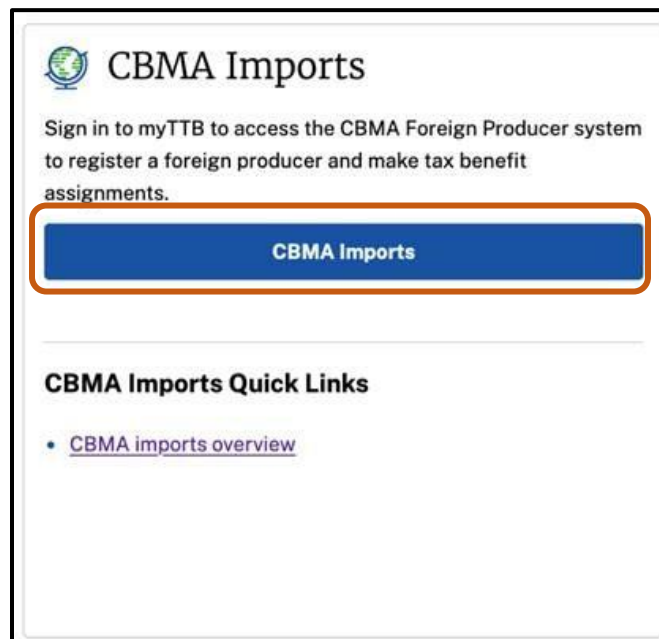 CBMA Imports
Sign in to myTTB to access the CBMA Foreign Producer system
to register a foreign producer and make tax benefit
assignments.
CBMA Imports
CBMA Imports Quick Links
CBMA imports overview